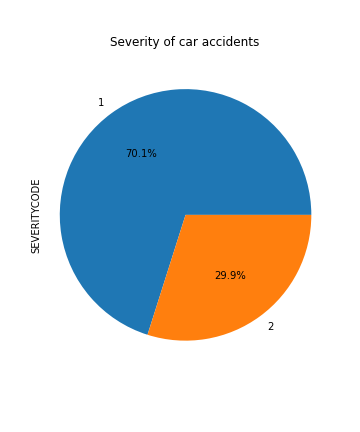 Severity of car accidents
1
70.1%
SEVERITYCODE
29.9%
2